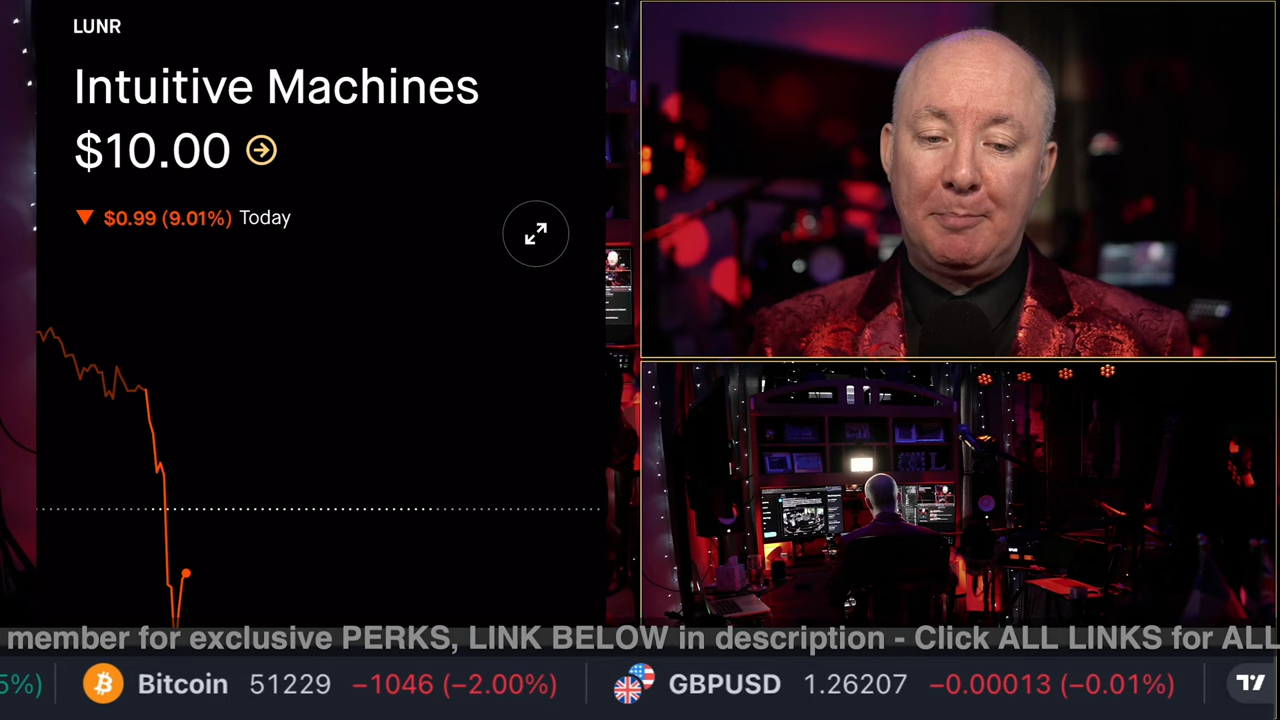 LUNR
Intuitive Machines
$10.00
▼ $0.99 (9.01%) Today
member for exclusive PERKS, LINK BELOW in description - Click ALL LINKS for ALL
5%) Bitcoin 51229 −1046 (−2.00%) GBPUSD 1.26207 −0.00013 (−0.01%)